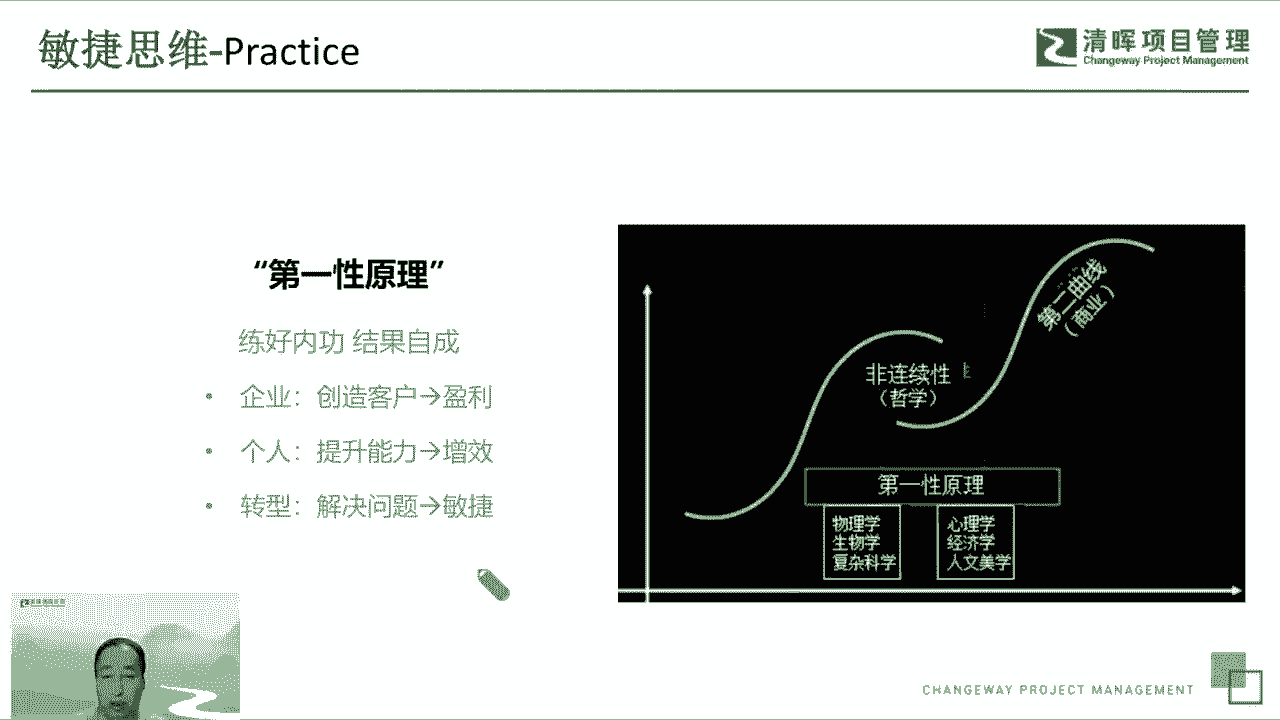 敏捷思维-Practice
清晖项目管理
Changeway Project Management
“第一性原理”
练好内功 结果自成
• 企业：创造客户→盈利
• 个人：提升能力→增效
• 转型：解决问题→敏捷
第二曲线
（商业）
非连续性
（哲学）
第一性原理
物理学
生物学
复杂科学
心理学
经济学
人文美学
CHANGEWAY PROJECT MANAGEMENT